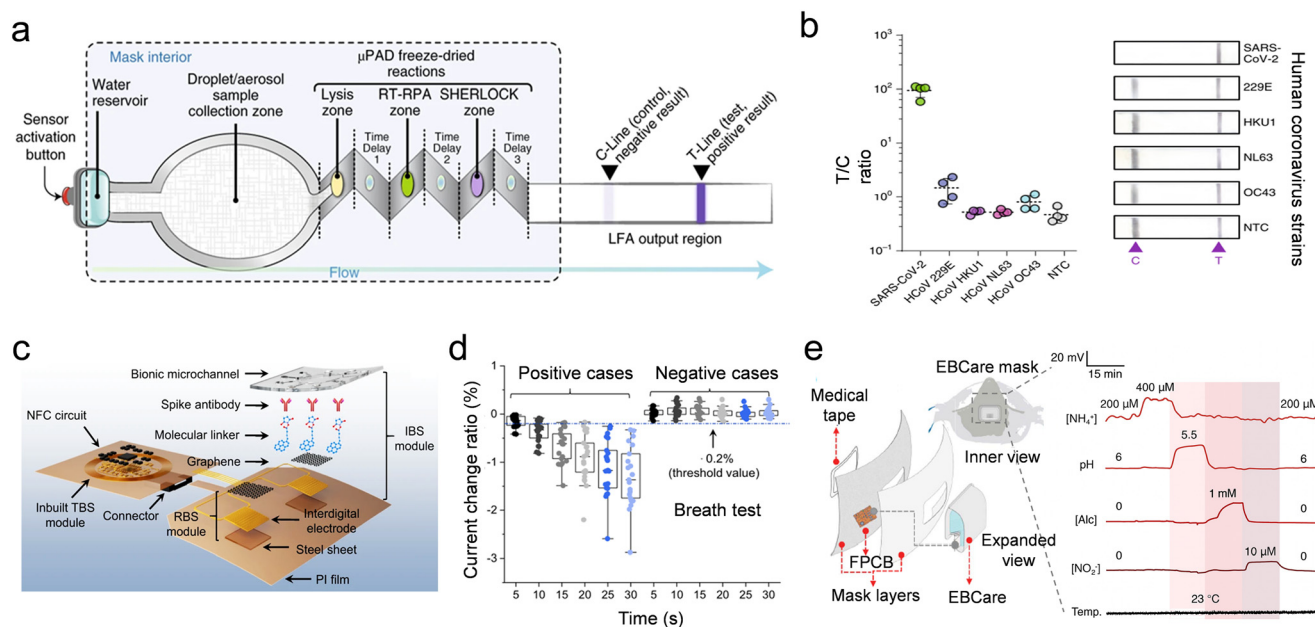 a
Mask interior
Water
reservoir
Sensor
activation
button
Droplet/aerosol
sample
collection zone
µPAD freeze-dried
reactions
Lysis
zone
RT-RPA
zone
SHERLOCK
zone
Time
Delay
1
Time
Delay
2
Time
Delay
3
C-Line (control,
negative result)
T-Line (test,
positive result)
LFA output region
Flow
b
T/C
ratio
10³
10²
10¹
10⁰
10⁻¹
SARS-CoV-2
HCoV 229E
HCoV HKU1
HCoV NL63
HCoV OC43
NTC
SARS-
CoV-2
229E
HKU1
NL63
OC43
NTC
C
T
Human coronavirus strains
c
Bionic microchannel
Spike antibody
Molecular linker
Graphene
NFC circuit
IBS
module
Inbuilt TBS
module
Connector
RBS
module
Interdigital
electrode
Steel sheet
PI film
d
Current change ratio (%)
1
0
-1
-2
-3
Positive cases
Negative cases
- 0.2%
(threshold value)
Breath test
5 10 15 20 25 30 5 10 15 20 25 30
Time (s)
e
Medical
tape
EBCare mask
Inner view
Expanded
view
FPCB
Mask layers
EBCare
20 mV
15 min
[NH₄⁺]
200 µM
400 µM
200 µM
pH
6
5.5
6
[Alc]
0
1 mM
0
[NO₂⁻]
0
10 µM
0
23 °C
Temp.